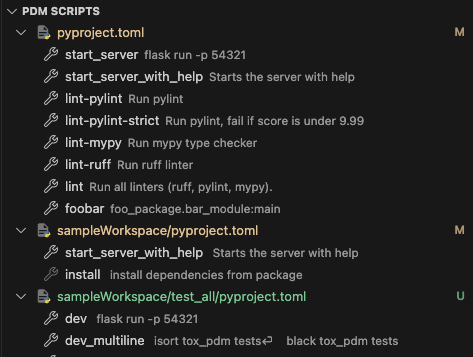 PDM SCRIPTS
pyproject.toml M
start_server flask run -p 54321
start_server_with_help Starts the server with help
lint-pylint Run pylint
lint-pylint-strict Run pylint, fail if score is under 9.99
lint-mypy Run mypy type checker
lint-ruff Run ruff linter
lint Run all linters (ruff, pylint, mypy).
foobar foo_package.bar_module:main
sampleWorkspace/pyproject.toml M
start_server_with_help Starts the server with help
install install dependencies from package
sampleWorkspace/test_all/pyproject.toml U
dev flask run -p 54321
dev_multiline isort tox_pdm tests⏎ black tox_pdm tests